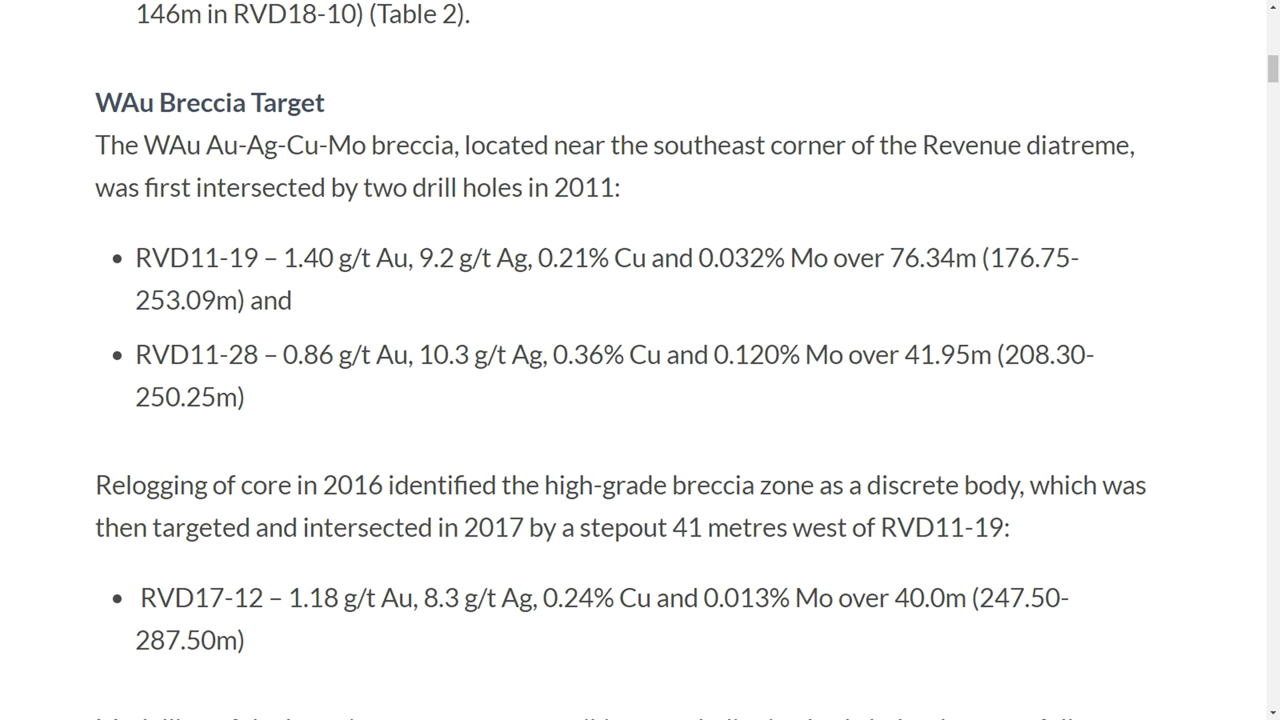 146m in RVD18-10) (Table 2).
WAu Breccia Target
The WAu Au-Ag-Cu-Mo breccia, located near the southeast corner of the Revenue diatreme,
was first intersected by two drill holes in 2011:
• RVD11-19 – 1.40 g/t Au, 9.2 g/t Ag, 0.21% Cu and 0.032% Mo over 76.34m (176.75-
253.09m) and
• RVD11-28 – 0.86 g/t Au, 10.3 g/t Ag, 0.36% Cu and 0.120% Mo over 41.95m (208.30-
250.25m)
Relogging of core in 2016 identified the high-grade breccia zone as a discrete body, which was
then targeted and intersected in 2017 by a stepout 41 metres west of RVD11-19:
• RVD17-12 – 1.18 g/t Au, 8.3 g/t Ag, 0.24% Cu and 0.013% Mo over 40.0m (247.50-
287.50m)